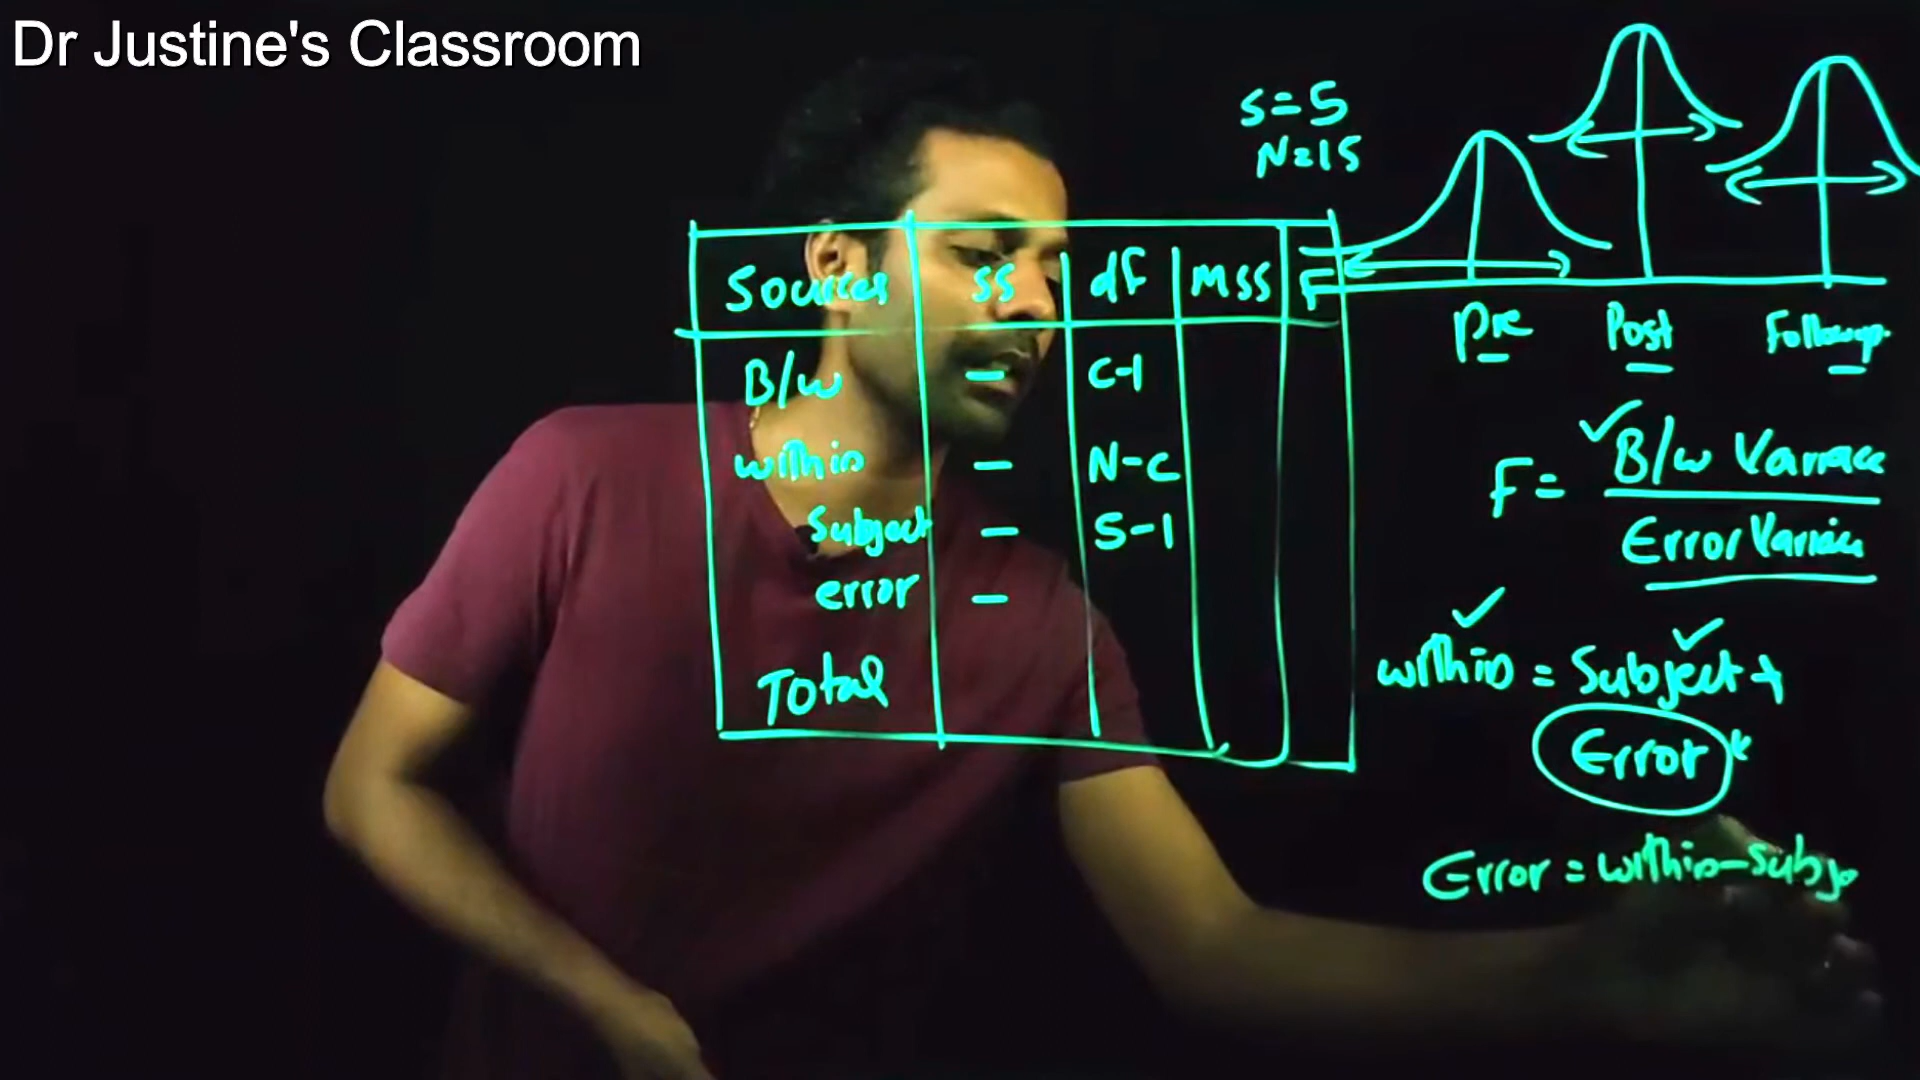 Dr Justine's Classroom
S=5
N=15
Sources SS df MSS F
B/w - C-1
within - N-C
Subject - S-1
error -
Total
Pre Post Followup
F = B/w Variance
Error Variance
within = Subject +
Error
Error = within - Subje